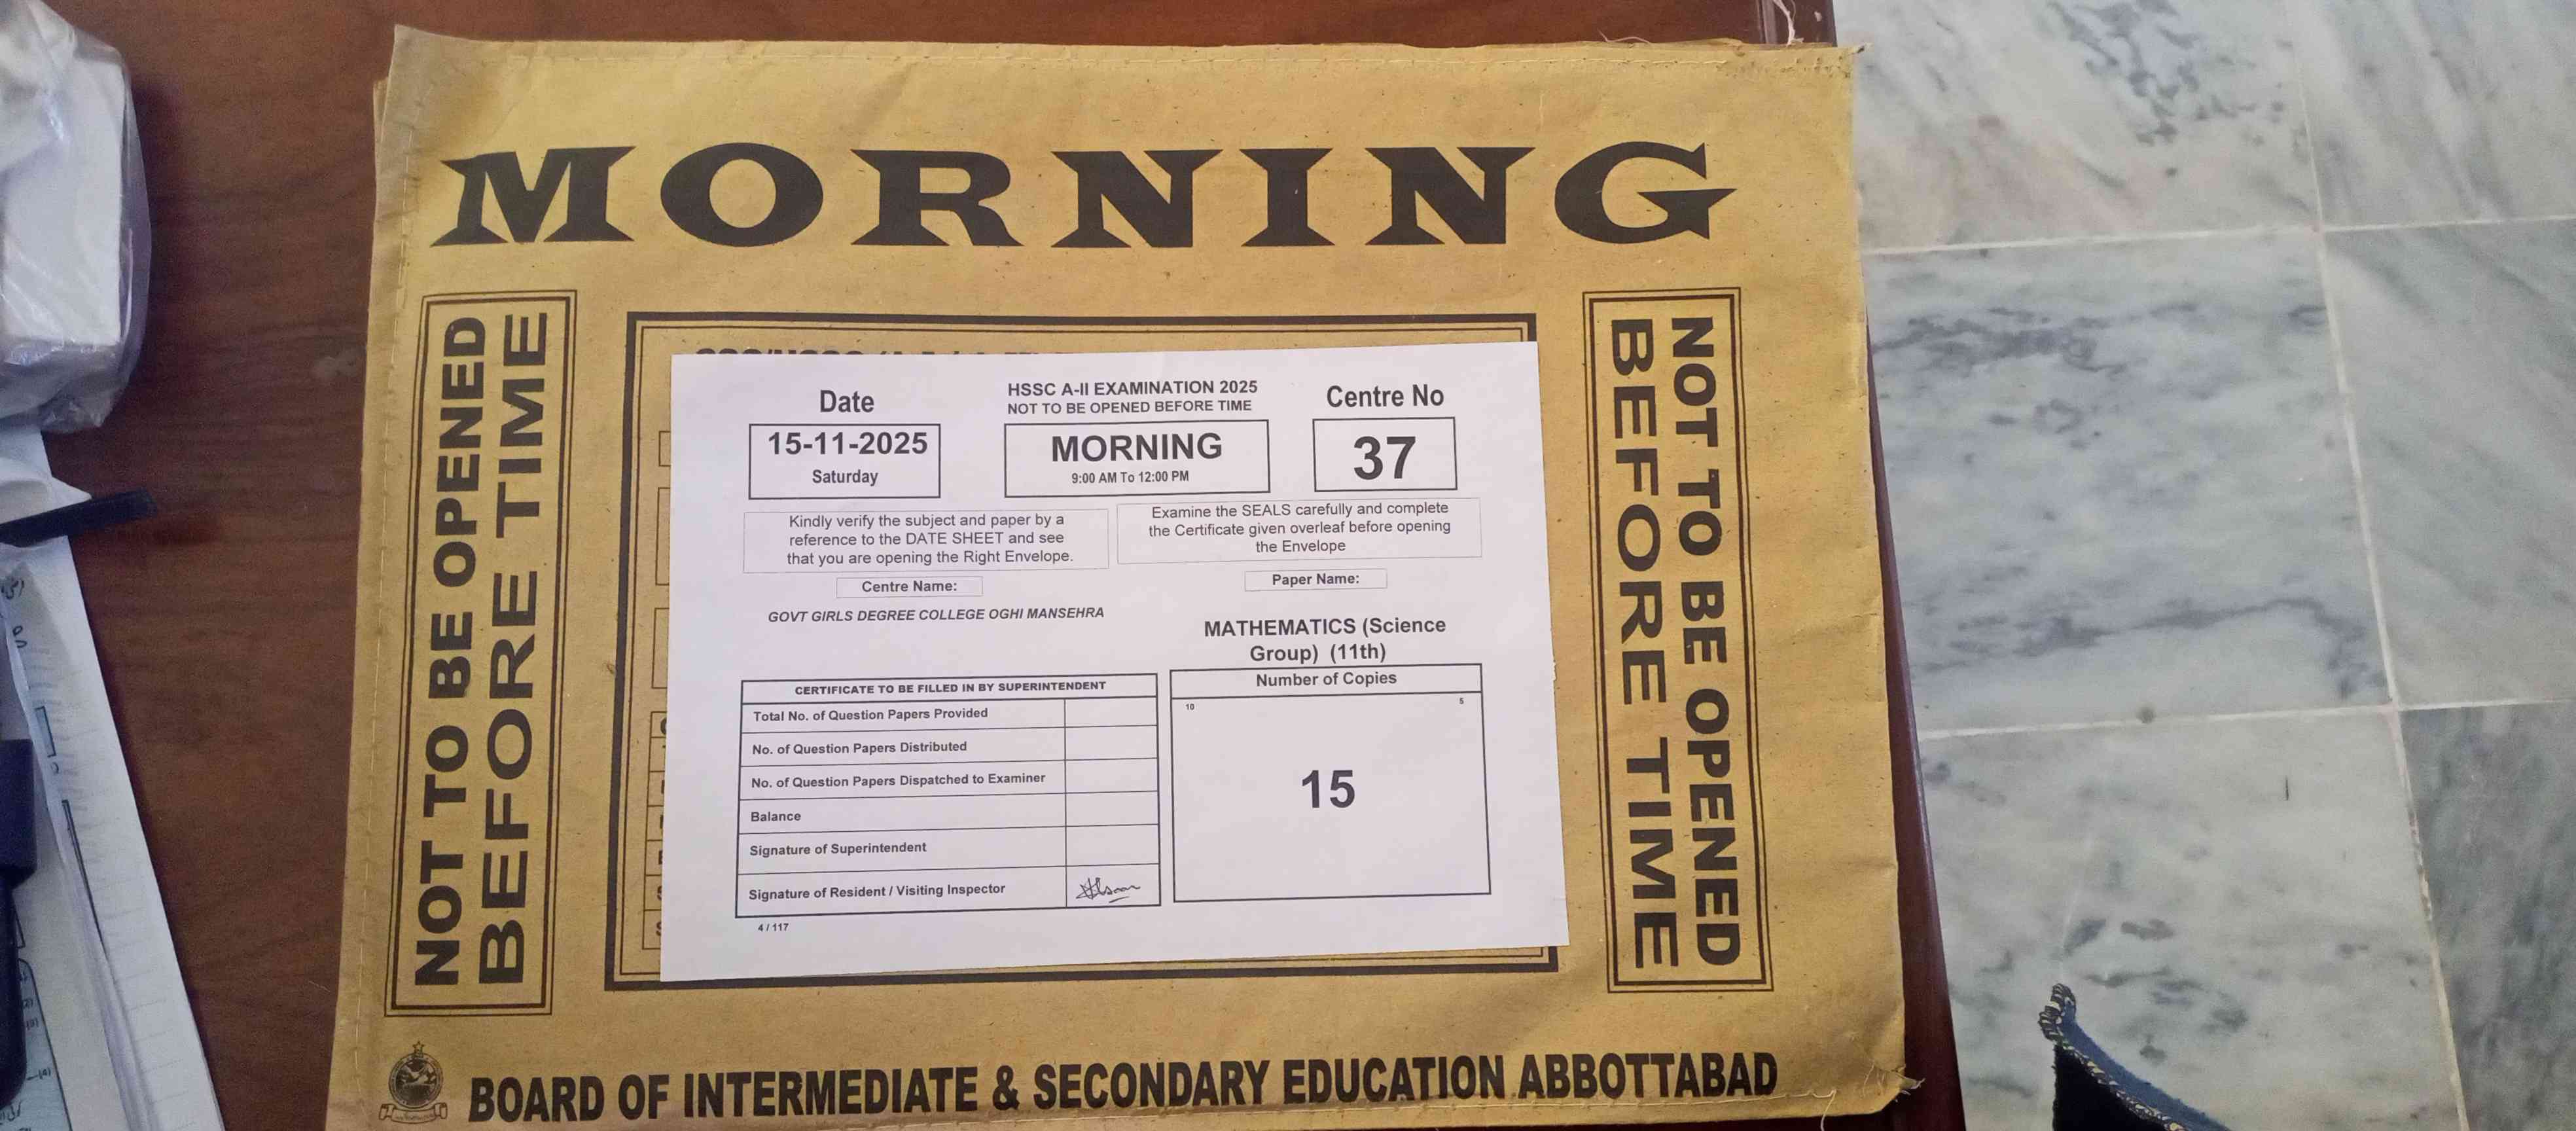 MORNING
NOT TO BE OPENED
BEFORE TIME
Date
15-11-2025
Saturday
HSSC A-II EXAMINATION 2025
NOT TO BE OPENED BEFORE TIME
MORNING
9:00 AM To 12:00 PM
Centre No
37
Kindly verify the subject and paper by a
reference to the DATE SHEET and see
that you are opening the Right Envelope.
Examine the SEALS carefully and complete
the Certificate given overleaf before opening
the Envelope
Centre Name:
GOVT GIRLS DEGREE COLLEGE OGHI MANSEHRA
Paper Name:
MATHEMATICS (Science
Group) (11th)
CERTIFICATE TO BE FILLED IN BY SUPERINTENDENT
Total No. of Question Papers Provided
No. of Question Papers Distributed
No. of Question Papers Dispatched to Examiner
Balance
Signature of Superintendent
Signature of Resident / Visiting Inspector
4 / 117
Number of Copies
10 5
15
NOT TO BE OPENED
BEFORE TIME
BOARD OF INTERMEDIATE & SECONDARY EDUCATION ABBOTTABAD